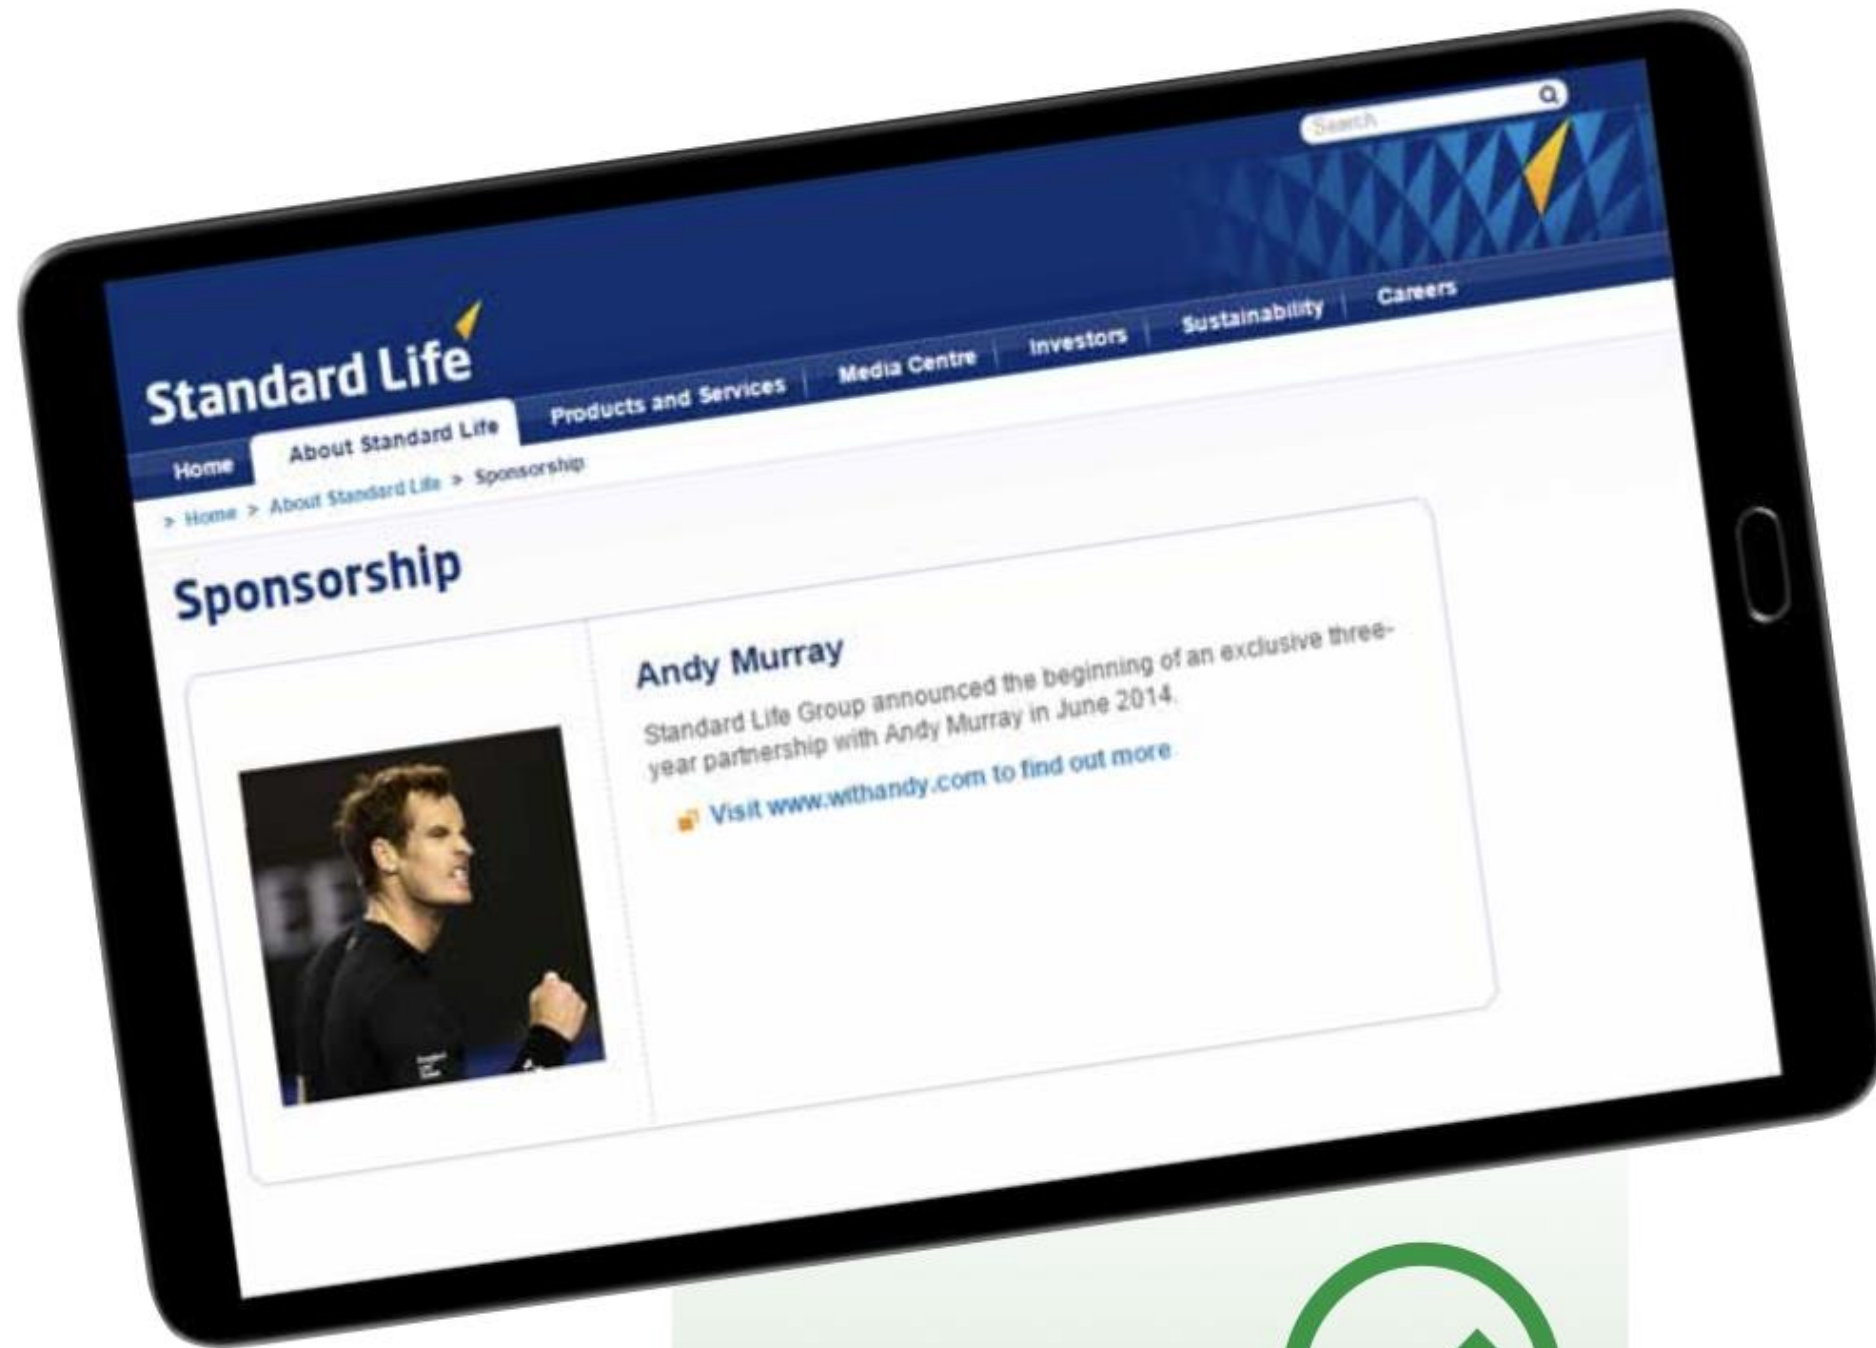 Search
Standard Life
Home
About Standard Life
Products and Services
Media Centre
Investors
Sustainability
Careers
> Home > About Standard Life > Sponsorship
Sponsorship
Andy Murray
Standard Life Group announced the beginning of an exclusive three-
year partnership with Andy Murray in June 2014.
Visit www.withandy.com to find out more